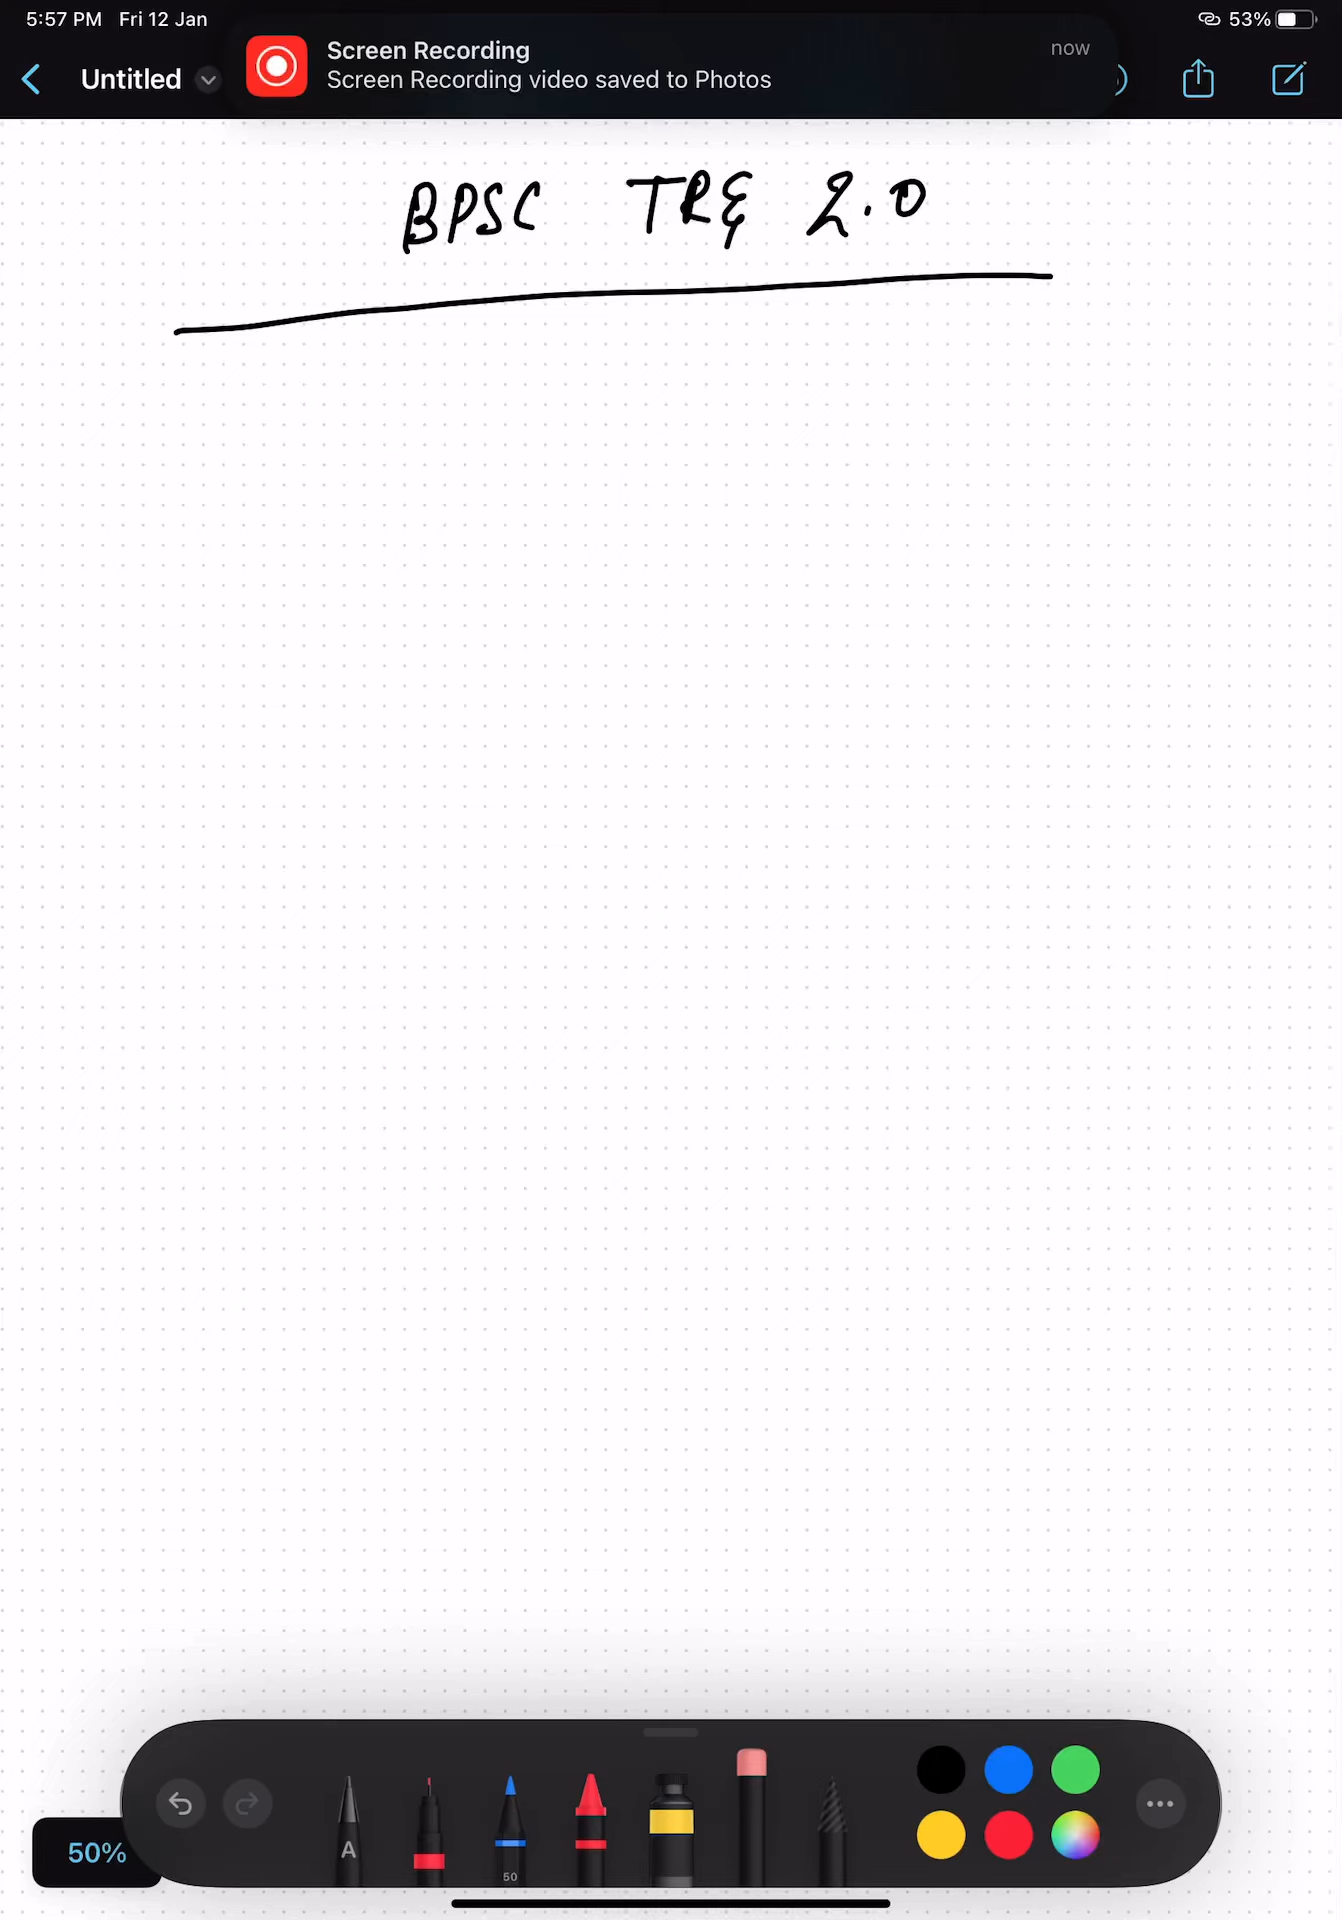 5:57 PM Fri 12 Jan 53%
Screen Recording now
Screen Recording video saved to Photos
Untitled
BPSC TRE 2.0
A
50
50%